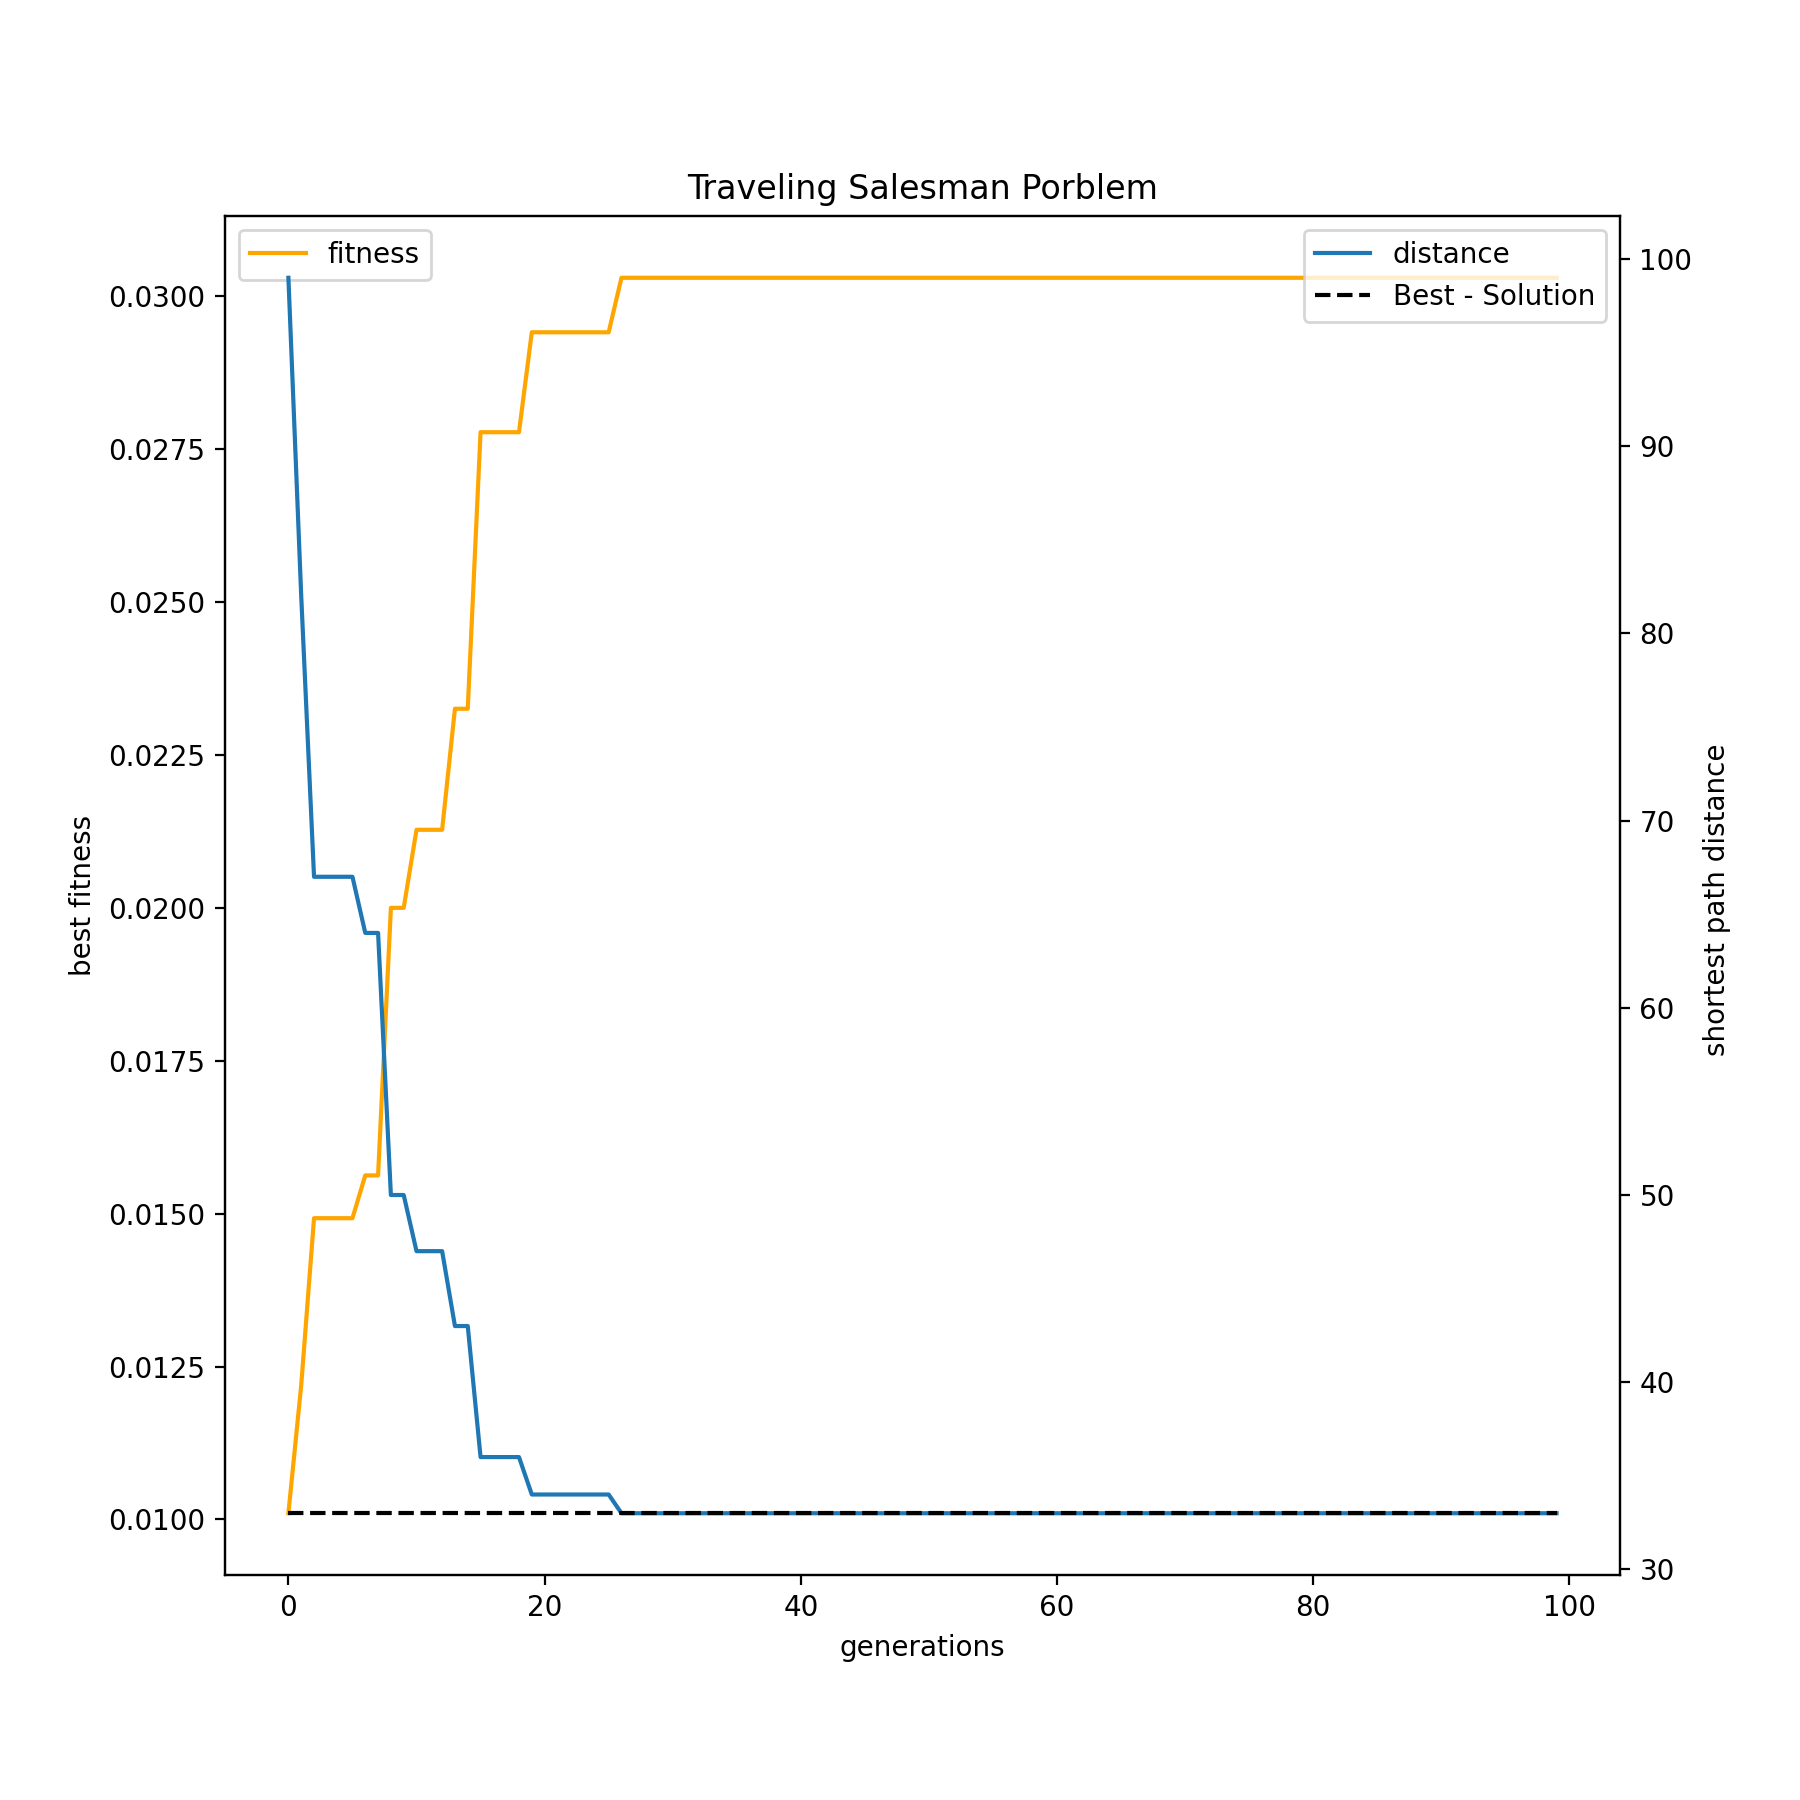 Traveling Salesman Porblem
fitness
distance
Best - Solution
0.0300
0.0275
0.0250
0.0225
0.0200
0.0175
0.0150
0.0125
0.0100
best fitness
100
90
80
70
60
50
40
30
shortest path distance
0 20 40 60 80 100
generations